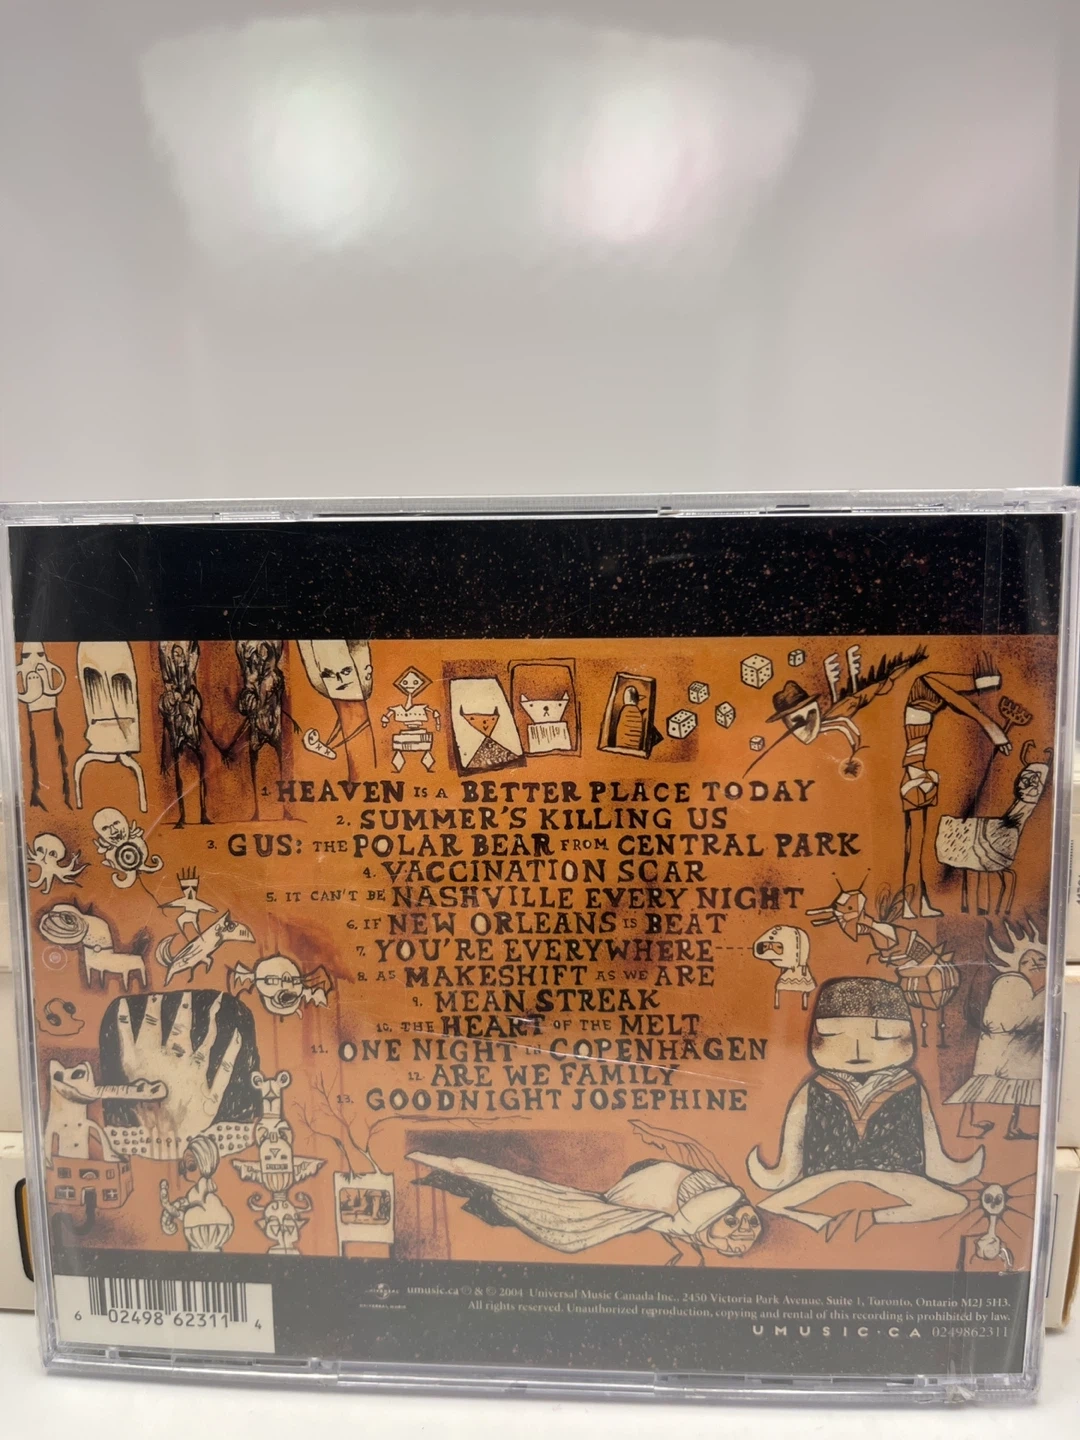 1. HEAVEN IS A BETTER PLACE TODAY
2. SUMMER'S KILLING US
3. GUS: THE POLAR BEAR FROM CENTRAL PARK
4. VACCINATION SCAR
5. IT CAN'T BE NASHVILLE EVERY NIGHT
6. IF NEW ORLEANS IS BEAT
7. YOU'RE EVERYWHERE
8. AS MAKESHIFT AS WE ARE
9. MEAN STREAK
10. THE HEART OF THE MELT
11. ONE NIGHT IN COPENHAGEN
12. ARE WE FAMILY
13. GOODNIGHT JOSEPHINE
6 02498 62311 4
UNIVERSAL
UNIVERSAL MUSIC
umusic.ca ℗ & © 2004 Universal Music Canada Inc., 2450 Victoria Park Avenue, Suite 1, Toronto, Ontario M2J 5H3.
All rights reserved. Unauthorized reproduction, copying and rental of this recording is prohibited by law.
UMUSIC.CA 0249862311